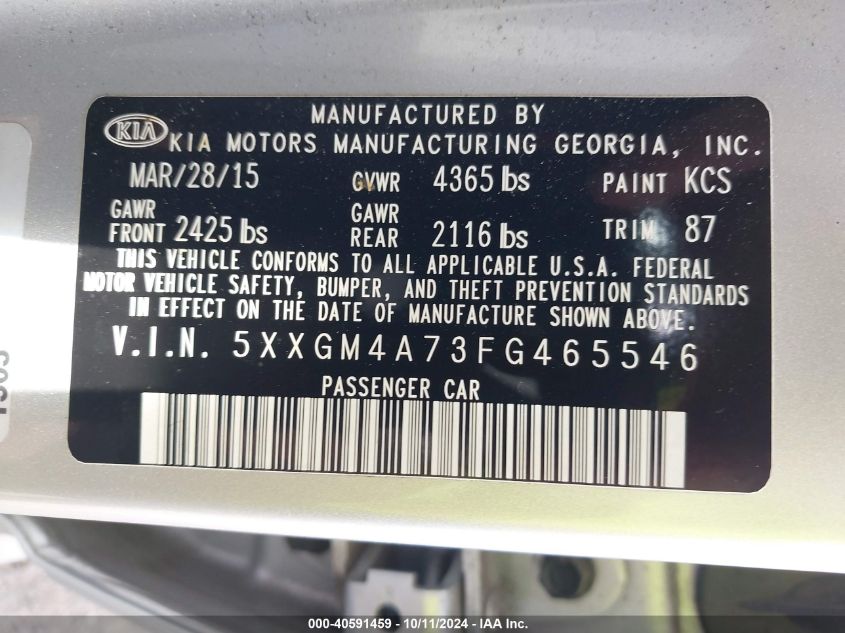 MANUFACTURED BY
KIA KIA MOTORS MANUFACTURING GEORGIA, INC.
MAR/28/15 GVWR 4365 lbs PAINT KCS
GAWR FRONT 2425 lbs GAWR REAR 2116 lbs TRIM 87
THIS VEHICLE CONFORMS TO ALL APPLICABLE U.S.A. FEDERAL
MOTOR VEHICLE SAFETY, BUMPER, AND THEFT PREVENTION STANDARDS
IN EFFECT ON THE DATE OF MANUFACTURE SHOWN ABOVE.
V.I.N. 5XXGM4A73FG465546
PASSENGER CAR
000-40591459 - 10/11/2024 - IAA Inc.